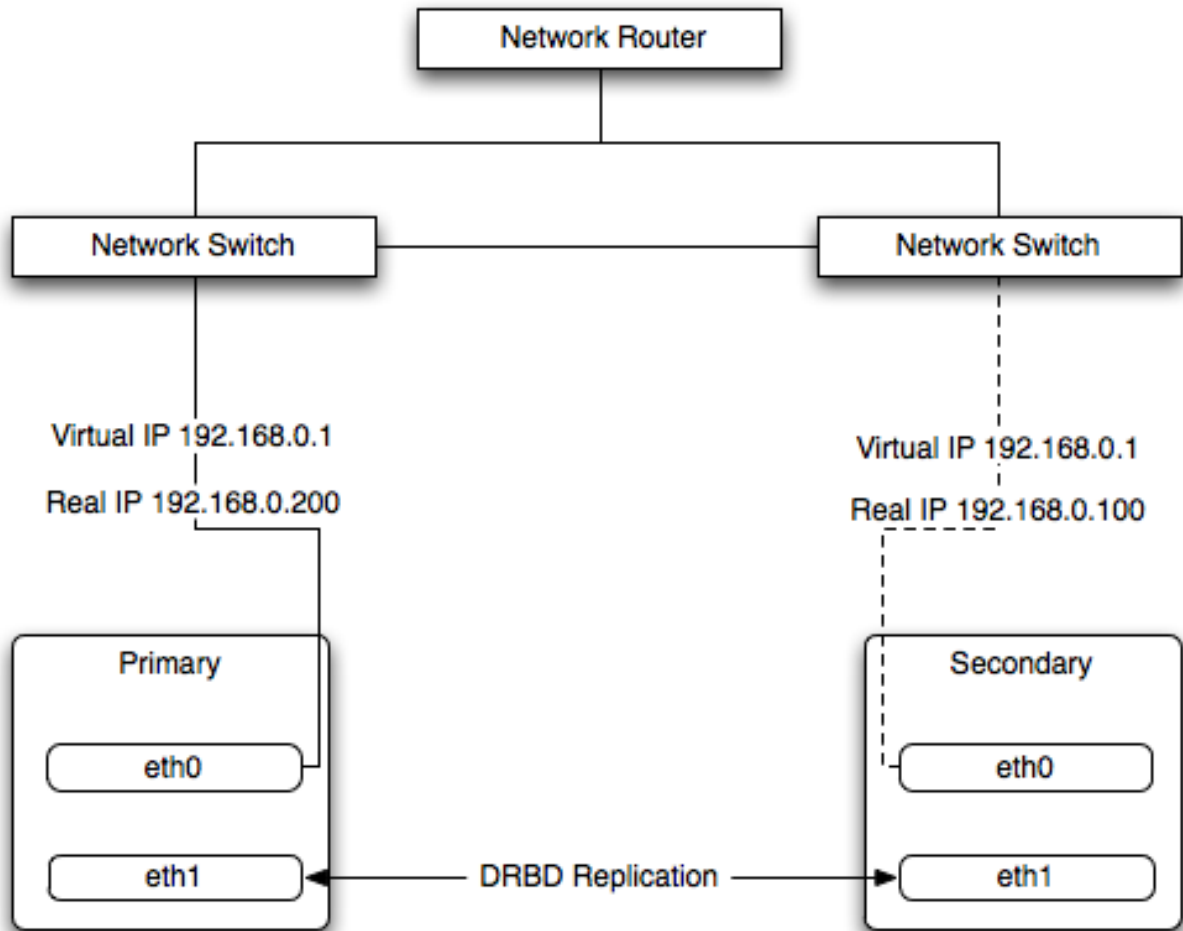 Network Router
Network Switch
Network Switch
Virtual IP 192.168.0.1
Real IP 192.168.0.200
Virtual IP 192.168.0.1
Real IP 192.168.0.100
Primary
Secondary
eth0
eth0
eth1
DRBD Replication
eth1